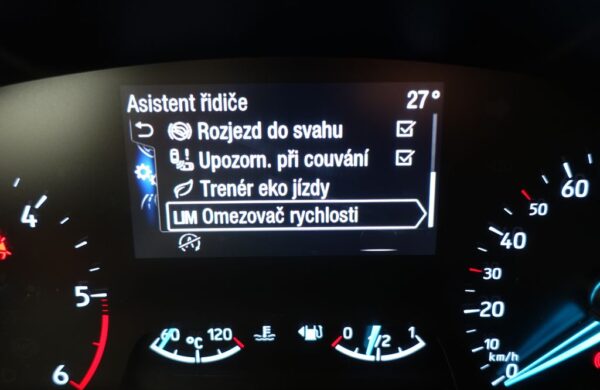 Asistent řidiče 27°
Rozjezd do svahu
Upozorn. při couvání
Trenér eko jízdy
LIM Omezovač rychlosti
A
4
5
6
60 °C 120
0 1/2 1
60
50
40
30
20
10
km/h
0